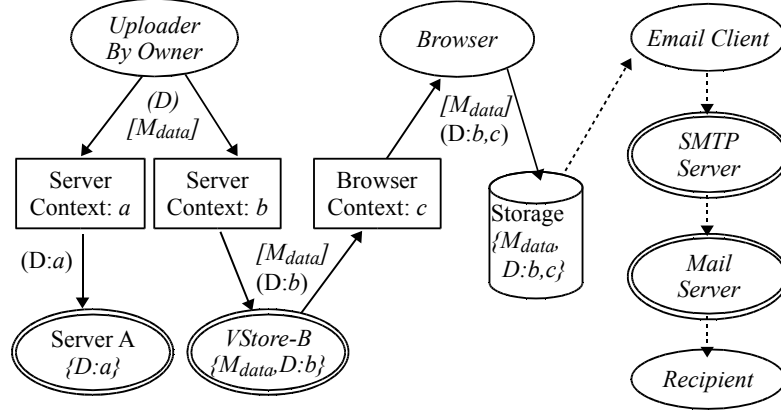 Uploader
By Owner
Browser
Email Client
(D)
[Mdata]
[Mdata]
(D:b,c)
SMTP
Server
Server
Context: a
Server
Context: b
Browser
Context: c
Storage
{Mdata,
D:b,c}
(D:a)
[Mdata]
(D:b)
Mail
Server
Server A
{D:a}
VStore-B
{Mdata,D:b}
Recipient